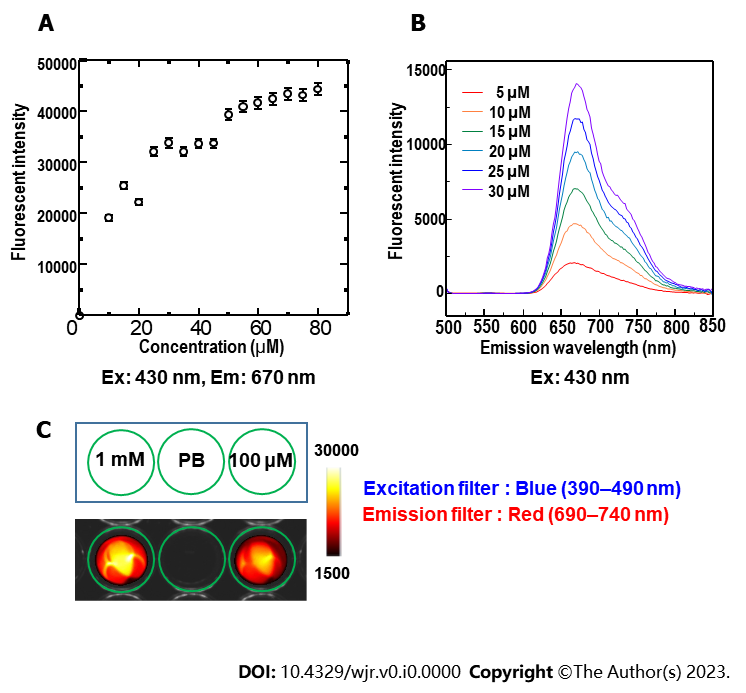 A
B
50000
40000
30000
20000
10000
0
20
40
60
80
Fluorescent intensity
Concentration (µM)
Ex: 430 nm, Em: 670 nm
15000
10000
5000
0
5 µM
10 µM
15 µM
20 µM
25 µM
30 µM
Fluorescent intensity
500 550 600 650 700 750 800 850
Emission wavelength (nm)
Ex: 430 nm
C
1 mM PB 100 µM
30000
1500
Excitation filter : Blue (390–490 nm)
Emission filter : Red (690–740 nm)
DOI: 10.4329/wjr.v0.i0.0000 Copyright ©The Author(s) 2023.